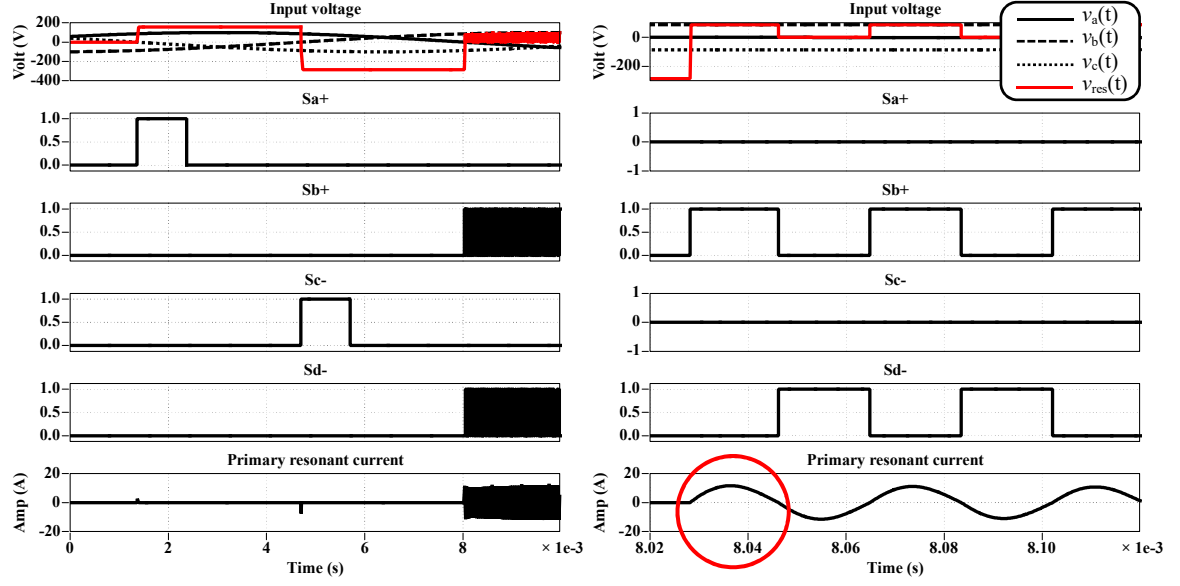 Input voltage
Volt (V)
200
0
-200
-400
Sa+
1.0
0.5
0.0
Sb+
1.0
0.5
0.0
Sc-
1.0
0.5
0.0
Sd-
1.0
0.5
0.0
Primary resonant current
Amp (A)
20
0
-20
0 2 4 6 8 × 1e-3
Time (s)
Input voltage
Volt (V)
0
-200
va(t)
vb(t)
vc(t)
vres(t)
Sa+
1
0
-1
Sb+
1.0
0.5
0.0
Sc-
1
0
-1
Sd-
1.0
0.5
0.0
Primary resonant current
Amp (A)
20
0
-20
8.02 8.04 8.06 8.08 8.10 × 1e-3
Time (s)